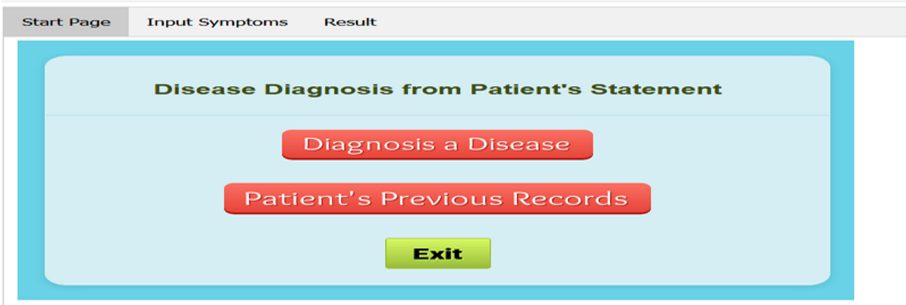 Start Page Input Symptoms Result
Disease Diagnosis from Patient's Statement
Diagnosis a Disease
Patient's Previous Records
Exit